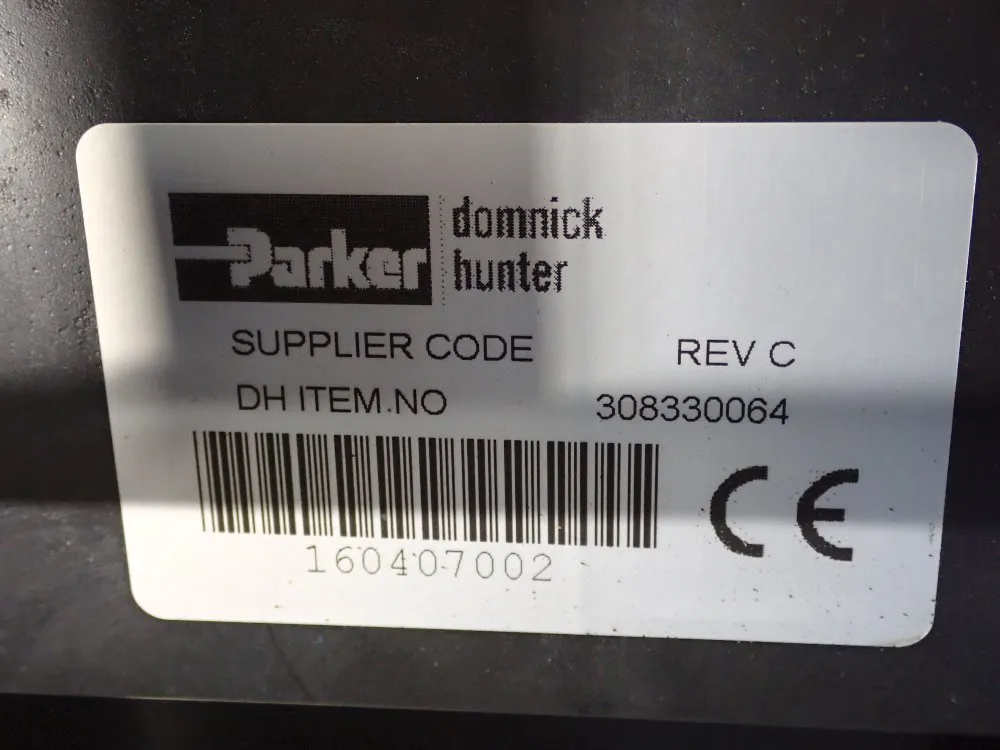 Parker
domnick
hunter
SUPPLIER CODE REV C
DH ITEM.NO 308330064
160407002
CE